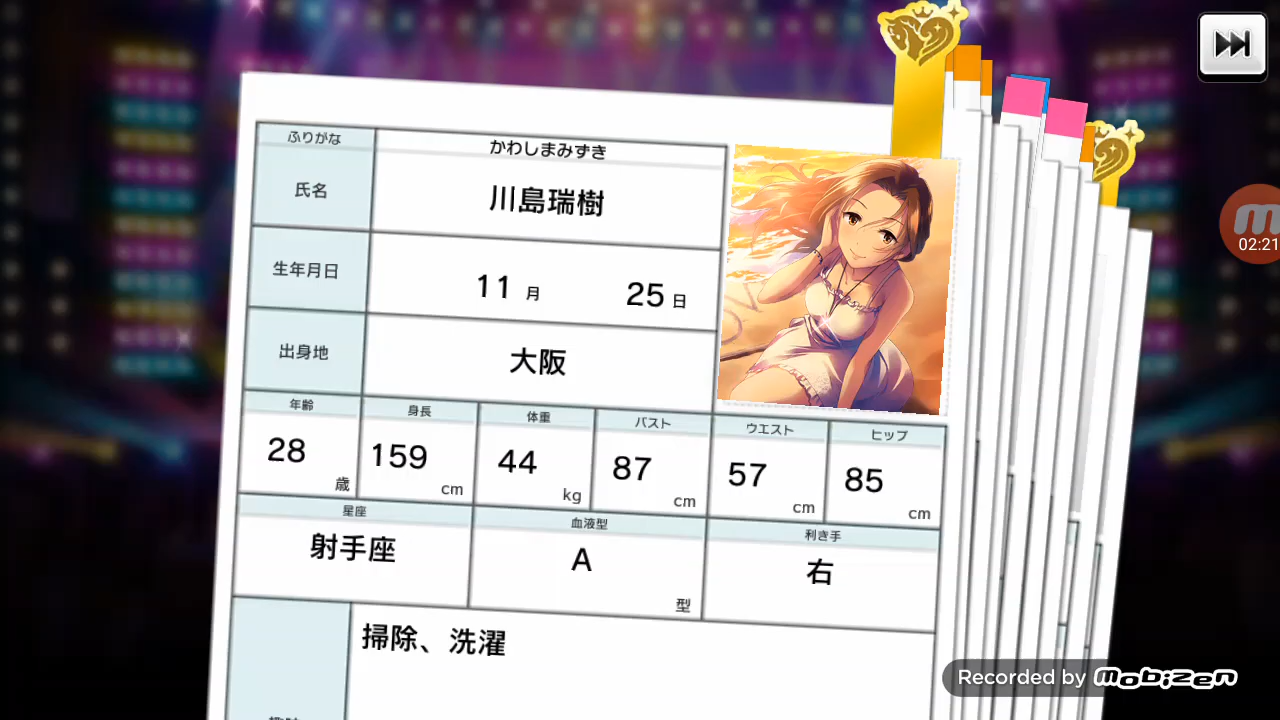 ふりがな
かわしまみずき
氏名
川島瑞樹
生年月日
11 月 25 日
出身地
大阪
年齢 身長 体重 バスト ウエスト ヒップ
28 歳 159 cm 44 kg 87 cm 57 cm 85 cm
星座 血液型 利き手
射手座 A 型 右
掃除、洗濯
02:21
Recorded by mobizen